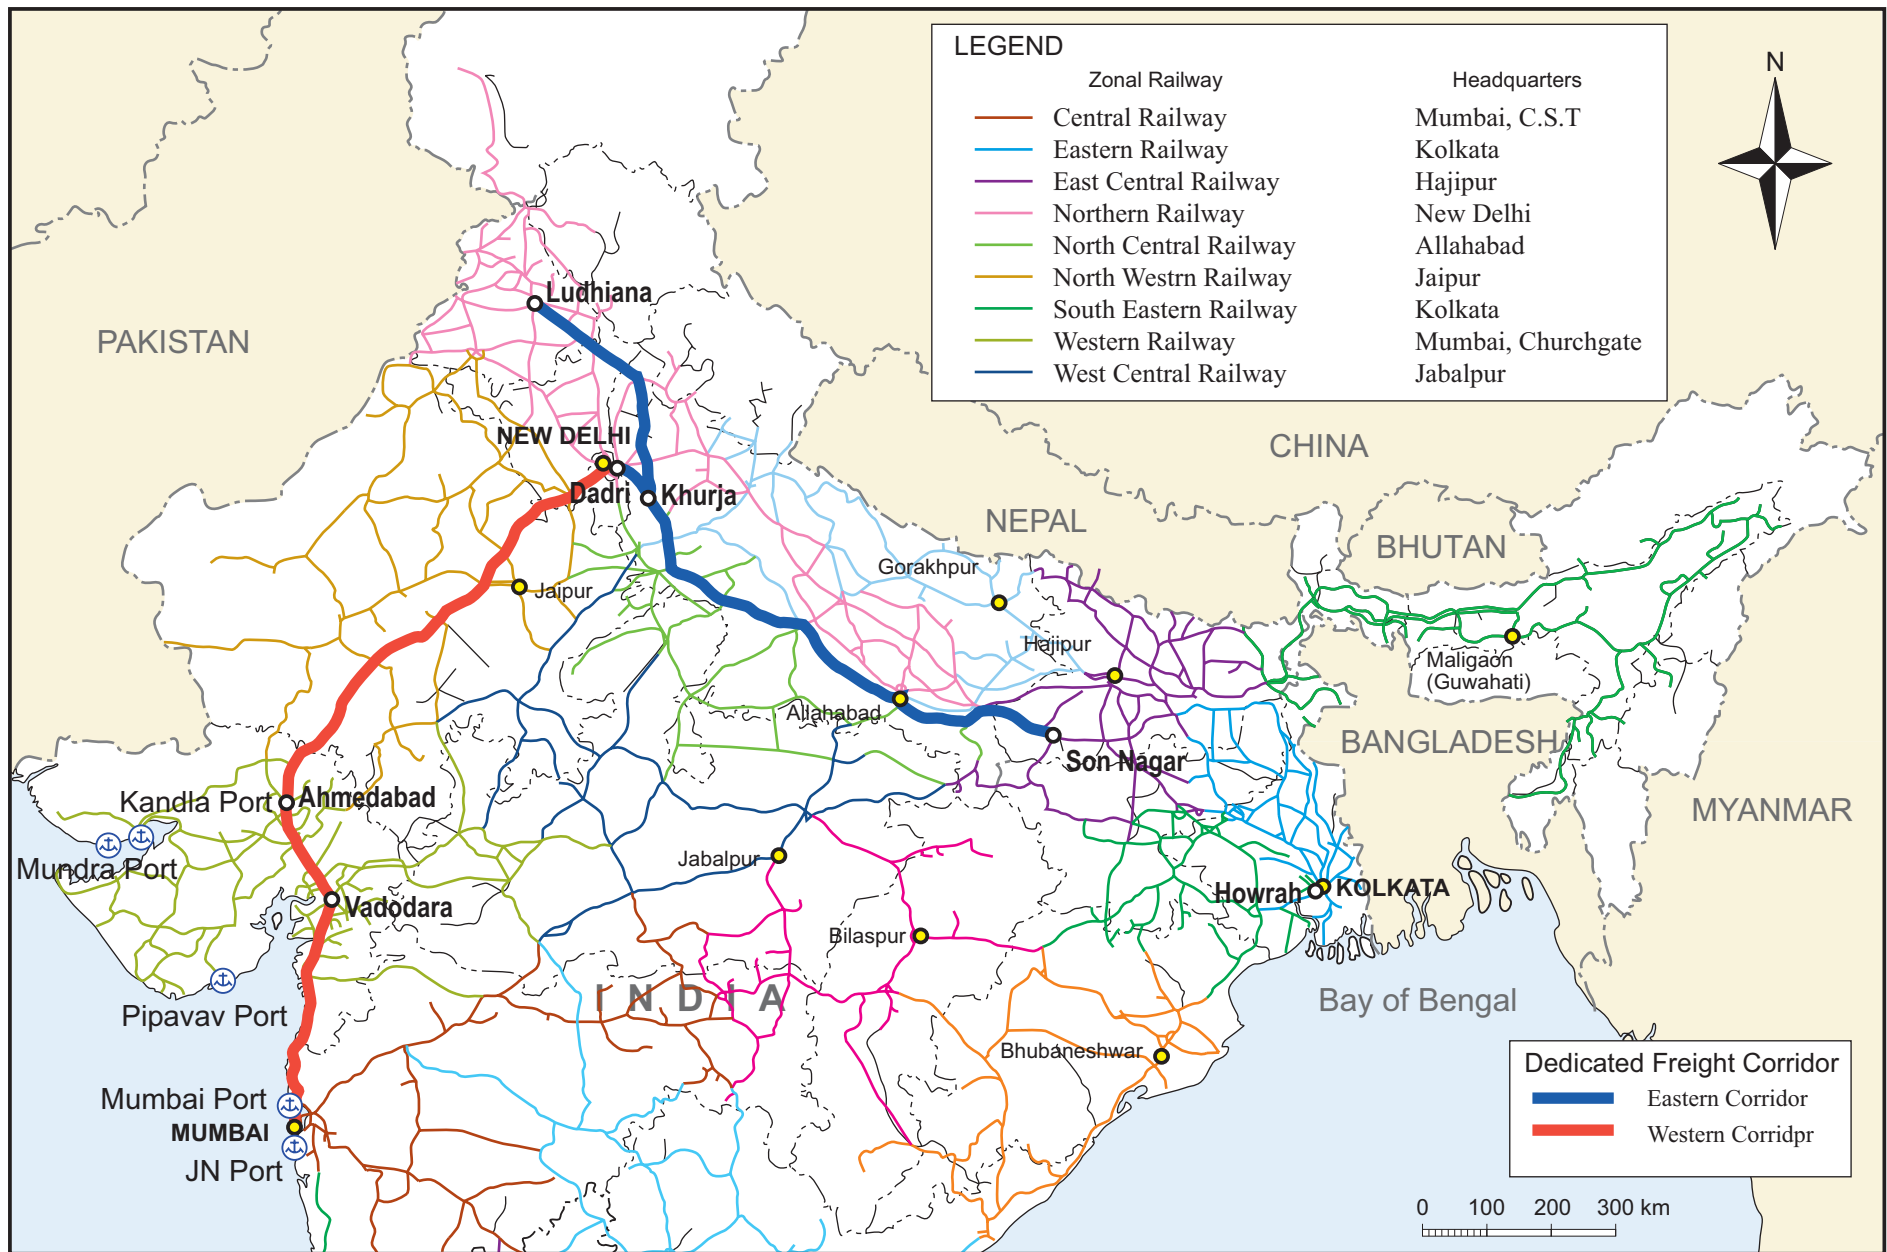 LEGEND
Zonal Railway Headquarters
Central Railway Mumbai, C.S.T
Eastern Railway Kolkata
East Central Railway Hajipur
Northern Railway New Delhi
North Central Railway Allahabad
North Westrn Railway Jaipur
South Eastern Railway Kolkata
Western Railway Mumbai, Churchgate
West Central Railway Jabalpur
N
Ludhiana
PAKISTAN
NEW DELHI
CHINA
Dadri
Khurja
NEPAL
BHUTAN
Gorakhpur
Jaipur
Hajipur
Maligaon
(Guwahati)
Allahabad
BANGLADESH
Son Nagar
Kandla Port
Ahmedabad
MYANMAR
Mundra Port
Jabalpur
Howrah
KOLKATA
Vadodara
Bilaspur
INDIA
Bay of Bengal
Pipavav Port
Bhubaneshwar
Dedicated Freight Corridor
Eastern Corridor
Western Corridpr
Mumbai Port
MUMBAI
JN Port
0 100 200 300 km